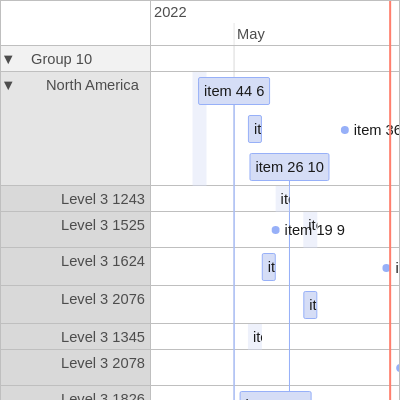 2022
May
▼ Group 10
▼ North America
item 44 6
it
item 36
item 26 10
Level 3 1243
it
Level 3 1525
it
item 19 9
Level 3 1624
it
i
Level 3 2076
it
Level 3 1345
it
Level 3 2078
Level 3 1826